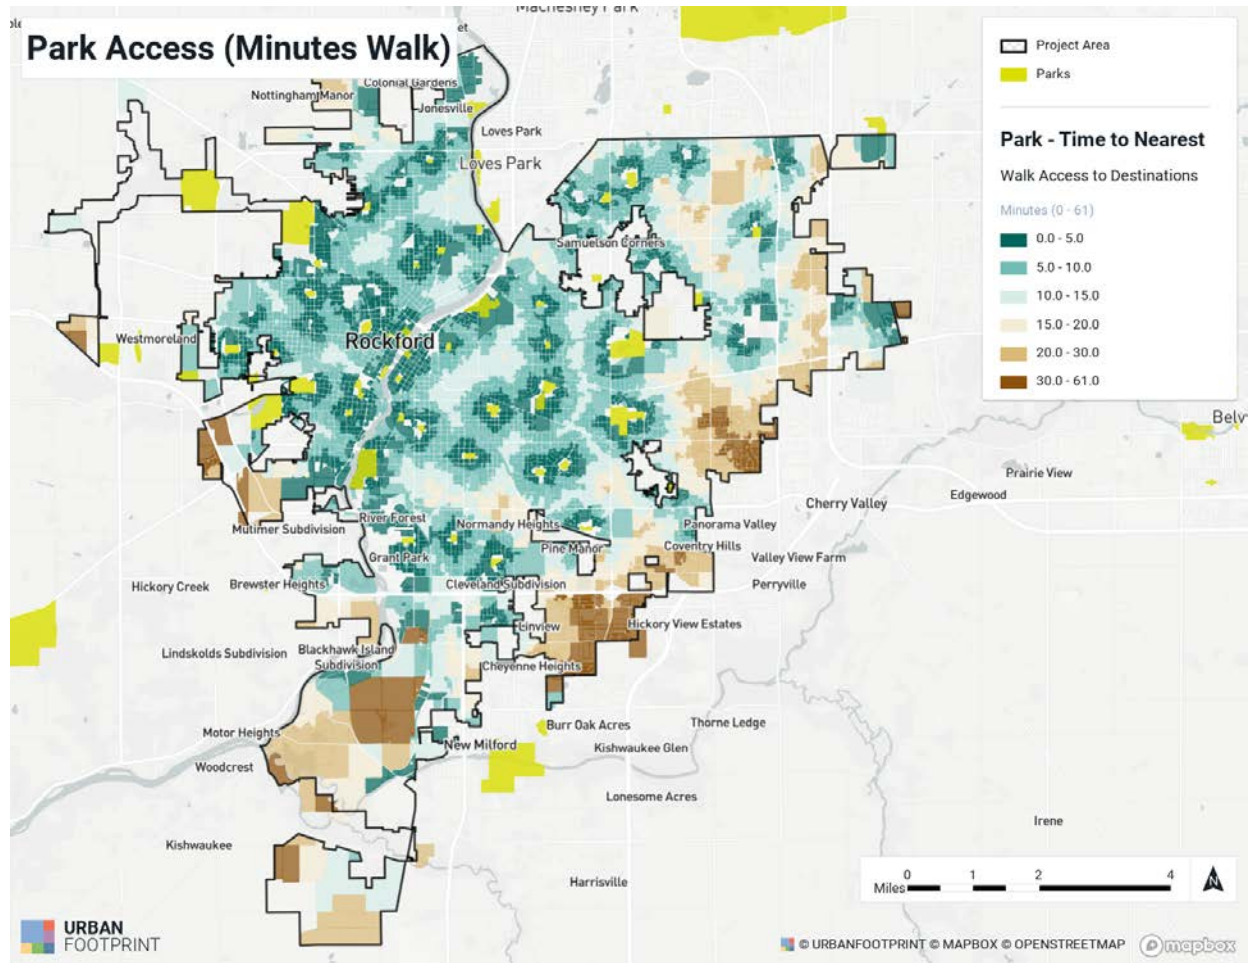 Machesney Park
Park Access (Minutes Walk)
Colonial Gardens
Nottingham Manor
Jonesville
Loves Park
Loves Park
Samuelson Corners
Westmoreland
Rockford
Project Area
Parks
Park - Time to Nearest
Walk Access to Destinations
Minutes (0 - 61)
0.0 - 5.0
5.0 - 10.0
10.0 - 15.0
15.0 - 20.0
20.0 - 30.0
30.0 - 61.0
Belv
Prairie View
Edgewood
Cherry Valley
River Forest
Normandy Heights
Panorama Valley
Mutimer Subdivision
Grant Park
Pine Manor
Coventry Hills
Valley View Farm
Hickory Creek
Brewster Heights
Cleveland Subdivision
Perryville
Linview
Hickory View Estates
Lindskolds Subdivision
Blackhawk Island
Subdivision
Cheyenne Heights
Motor Heights
New Milford
Burr Oak Acres
Thorne Ledge
Kishwaukee Glen
Woodcrest
Lonesome Acres
Kishwaukee
Irene
Harrisville
0 1 2 4
Miles
N
URBAN
FOOTPRINT
© URBANFOOTPRINT © MAPBOX © OPENSTREETMAP
mapbox